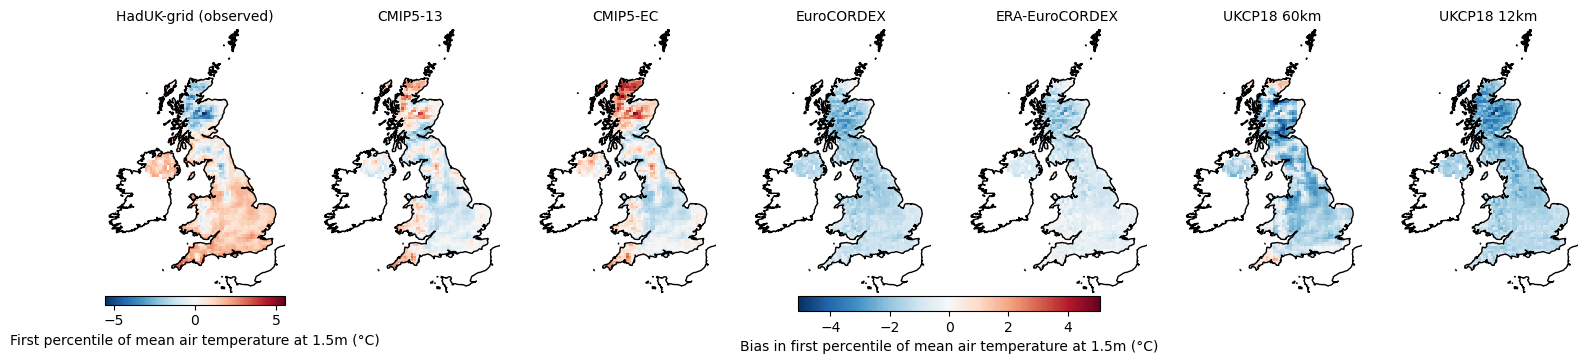 HadUK-grid (observed)
CMIP5-13
CMIP5-EC
EuroCORDEX
ERA-EuroCORDEX
UKCP18 60km
UKCP18 12km
−5 0 5
First percentile of mean air temperature at 1.5m (°C)
−4 −2 0 2 4
Bias in first percentile of mean air temperature at 1.5m (°C)